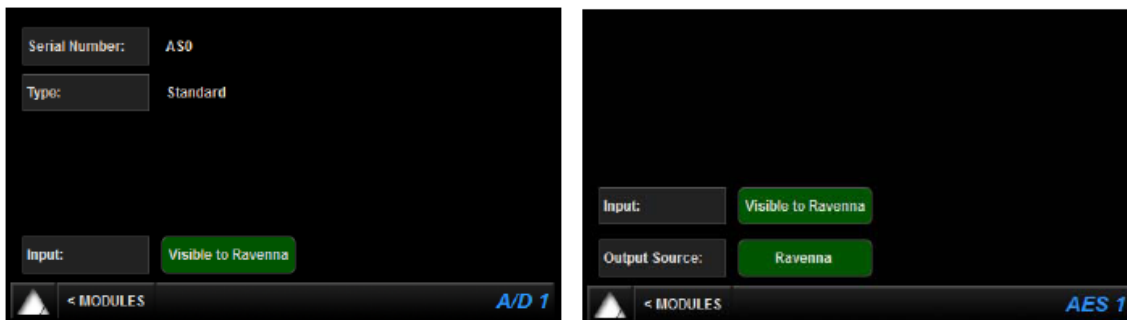 Serial Number: AS0
Type: Standard
Input: Visible to Ravenna
< MODULES A/D 1
Input: Visible to Ravenna
Output Source: Ravenna
< MODULES AES 1